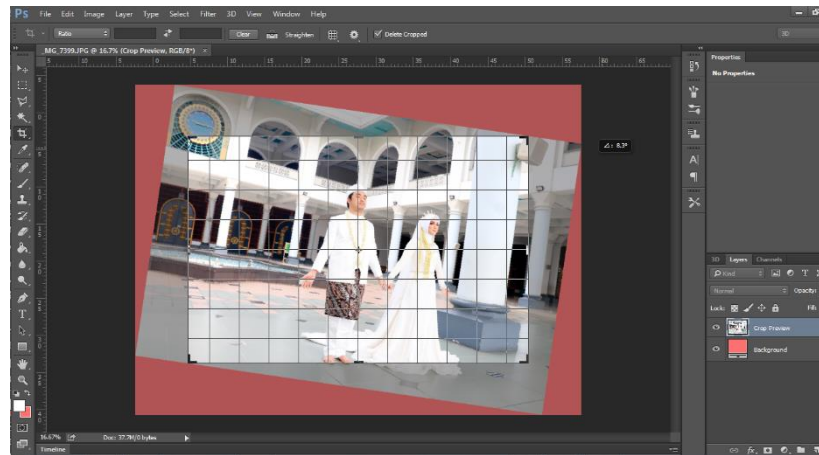 Ps File Edit Image Layer Type Select Filter 3D View Window Help
Ratio Clear Straighten Delete Cropped 3D
_MG_7399.JPG @ 16.7% (Crop Preview, RGB/8*) ×
5 10 5 0 5 10 15 20 25 30 35 40 45 50 55 60 65
Properties
No Properties
8.3°
3D Layers Channels
Kind
Normal Opacity:
Lock: Fill:
Crop Preview
Background
16.67% Doc: 37.7M/0 bytes
Timeline